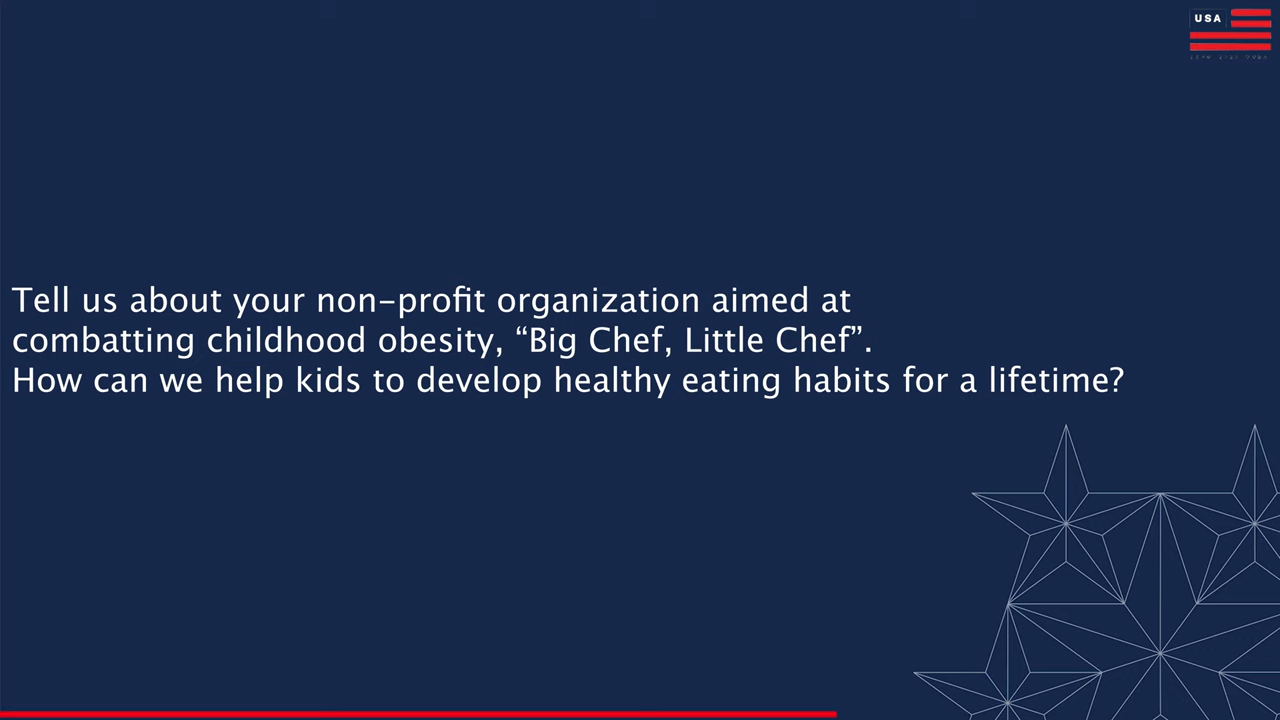 USA
Tell us about your non-profit organization aimed at
combatting childhood obesity, “Big Chef, Little Chef”.
How can we help kids to develop healthy eating habits for a lifetime?